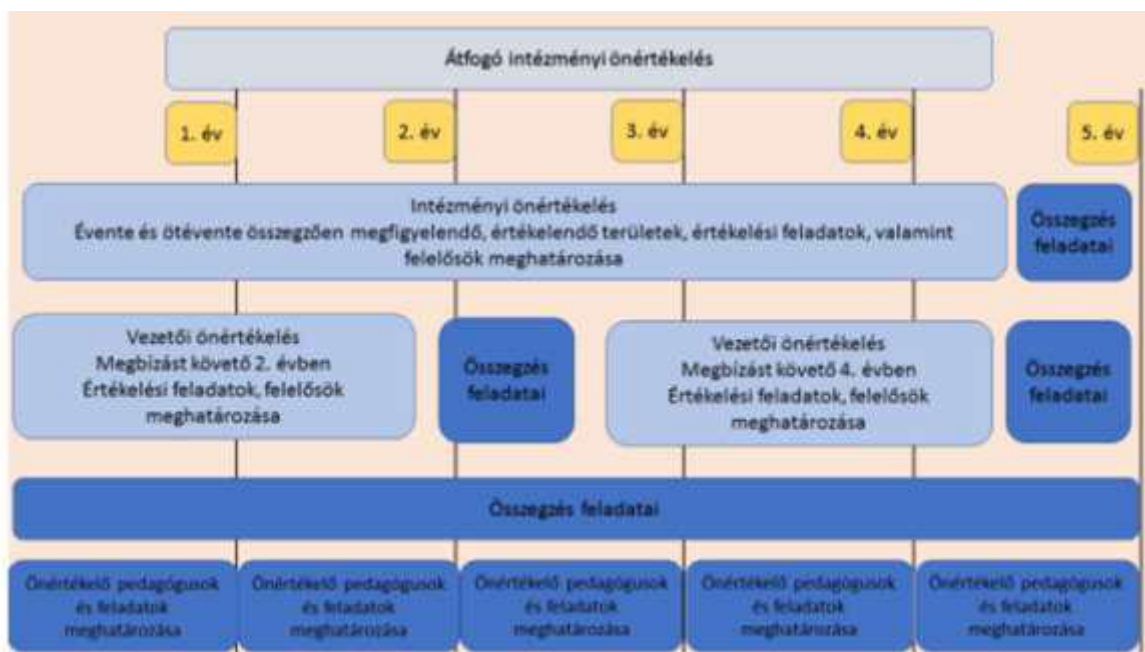 Átfogó intézményi önértékelés
1. év
2. év
3. év
4. év
5. év
Intézményi önértékelés
Évente és ötévente összegzően megfigyelendő, értékelendő területek, értékelési feladatok, valamint
felelősök meghatározása
Összegzés
feladatai
Vezetői önértékelés
Megbízást követő 2. évben
Értékelési feladatok, felelősök
meghatározása
Összegzés
feladatai
Vezetői önértékelés
Megbízást követő 4. évben
Értékelési feladatok, felelősök
meghatározása
Összegzés
feladatai
Összegzés feladatai
Önértékelő pedagógusok
és feladatok
meghatározása
Önértékelő pedagógusok
és feladatok
meghatározása
Önértékelő pedagógusok
és feladatok
meghatározása
Önértékelő pedagógusok
és feladatok
meghatározása
Önértékelő pedagógusok
és feladatok
meghatározása